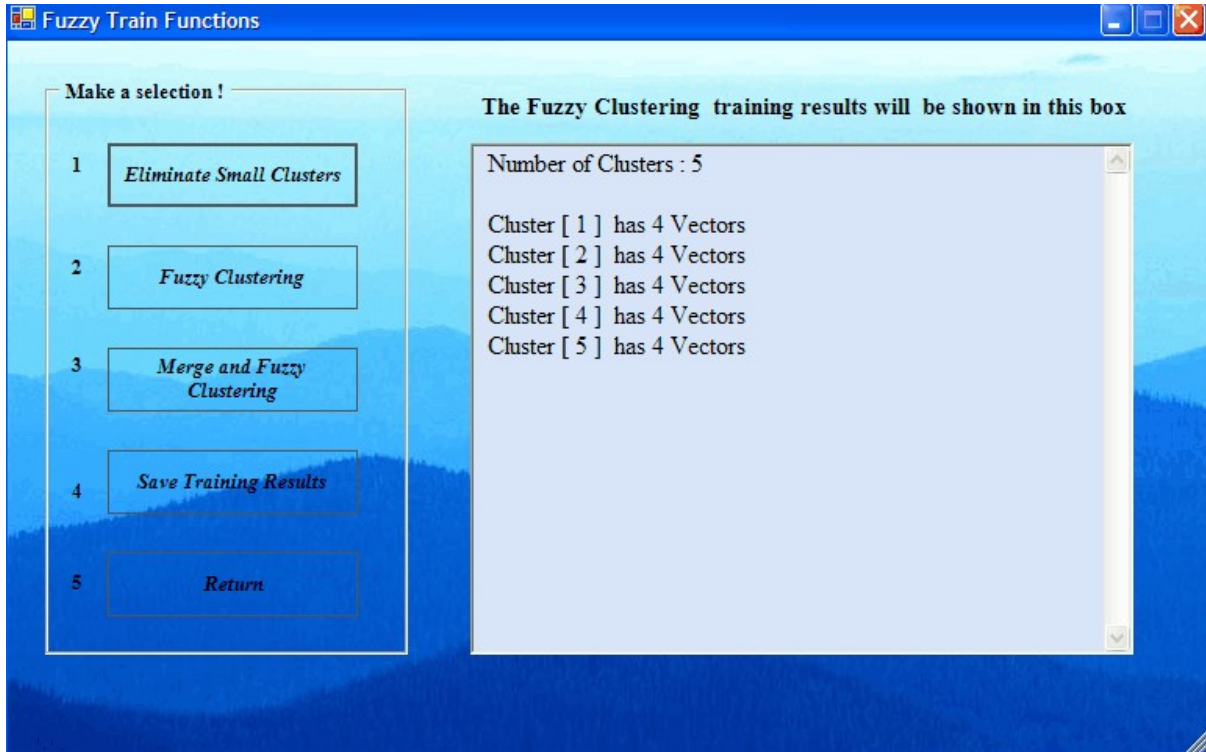 Fuzzy Train Functions
Make a selection !
1 Eliminate Small Clusters
2 Fuzzy Clustering
3 Merge and Fuzzy
Clustering
4 Save Training Results
5 Return
The Fuzzy Clustering training results will be shown in this box
Number of Clusters : 5
Cluster [ 1 ] has 4 Vectors
Cluster [ 2 ] has 4 Vectors
Cluster [ 3 ] has 4 Vectors
Cluster [ 4 ] has 4 Vectors
Cluster [ 5 ] has 4 Vectors